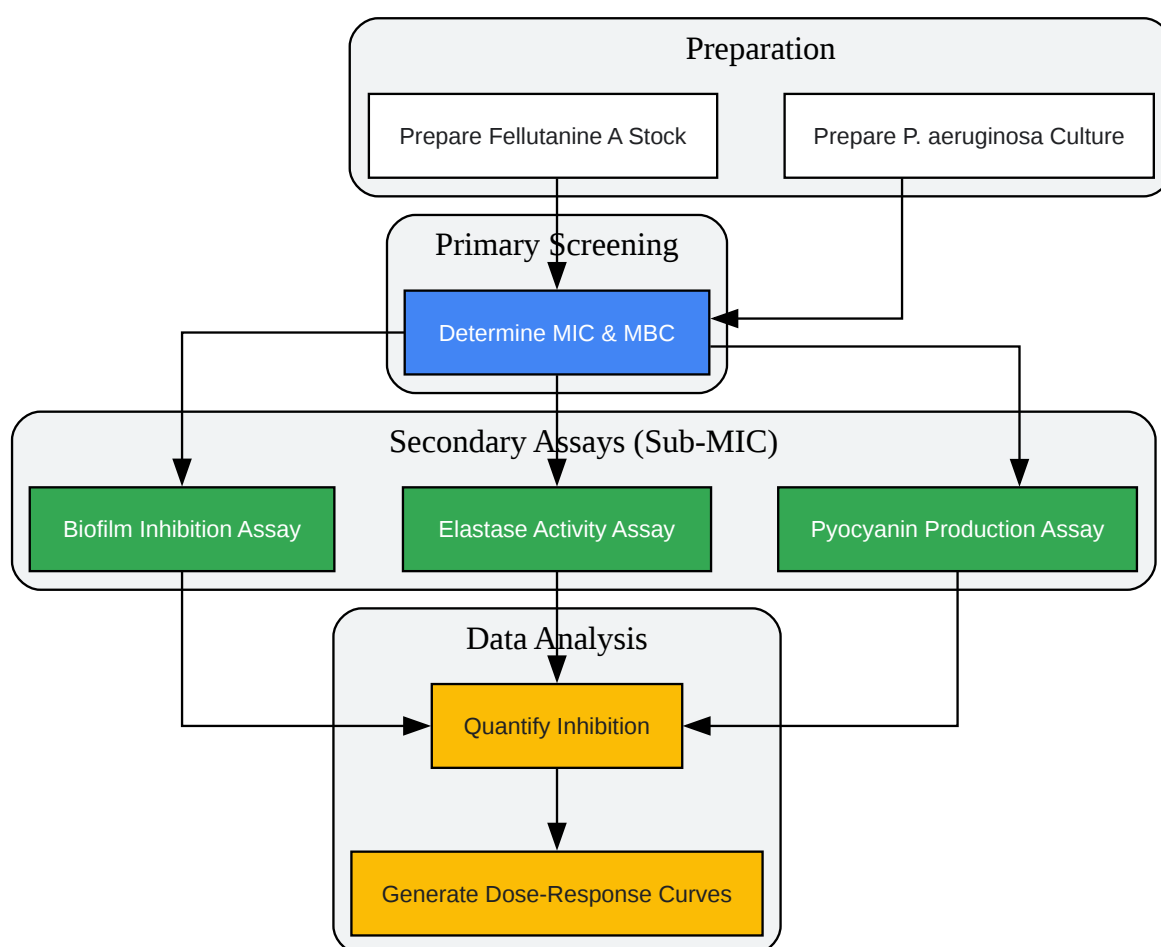 Preparation
Prepare Fellutanine A Stock
Prepare P. aeruginosa Culture
Primary Screening
Determine MIC & MBC
Secondary Assays (Sub-MIC)
Biofilm Inhibition Assay
Elastase Activity Assay
Pyocyanin Production Assay
Data Analysis
Quantify Inhibition
Generate Dose-Response Curves